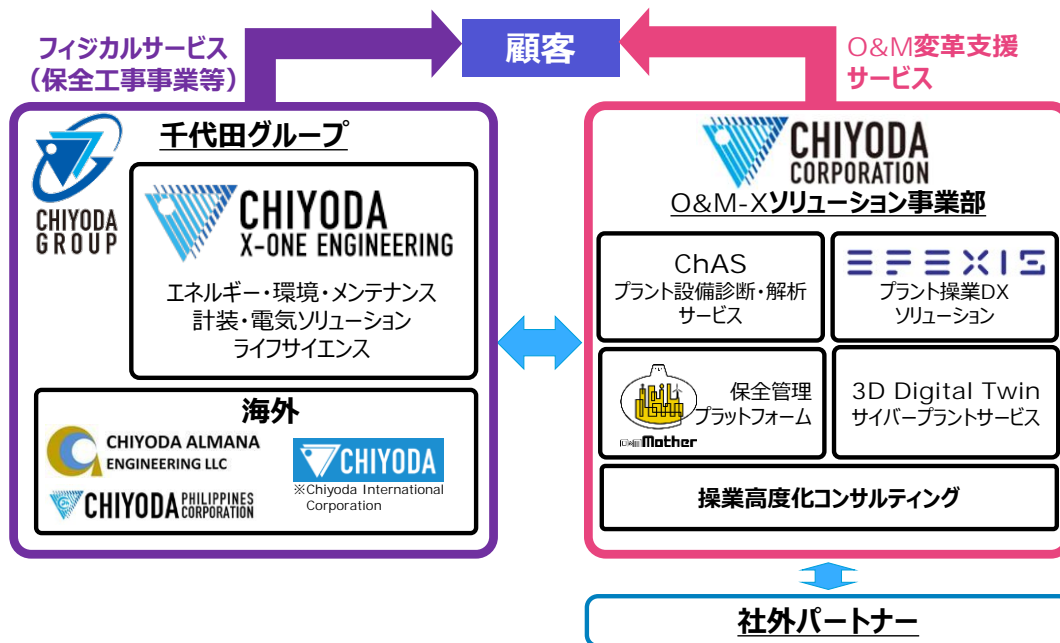 フィジカルサービス
（保全工事事業等）
顧客
O&M変革支援
サービス
千代田グループ
CHIYODA
GROUP
CHIYODA
X-ONE ENGINEERING
エネルギー・環境・メンテナンス
計装・電気ソリューション
ライフサイエンス
海外
CHIYODA ALMANA
ENGINEERING LLC
CHIYODA PHILIPPINES
CORPORATION
CHIYODA
※Chiyoda International
Corporation
CHIYODA
CORPORATION
O&M-Xソリューション事業部
ChAS
プラント設備診断・解析
サービス
EFEXIS
プラント操業DX
ソリューション
Mother
保全管理
プラットフォーム
3D Digital Twin
サイバープラントサービス
操業高度化コンサルティング
社外パートナー